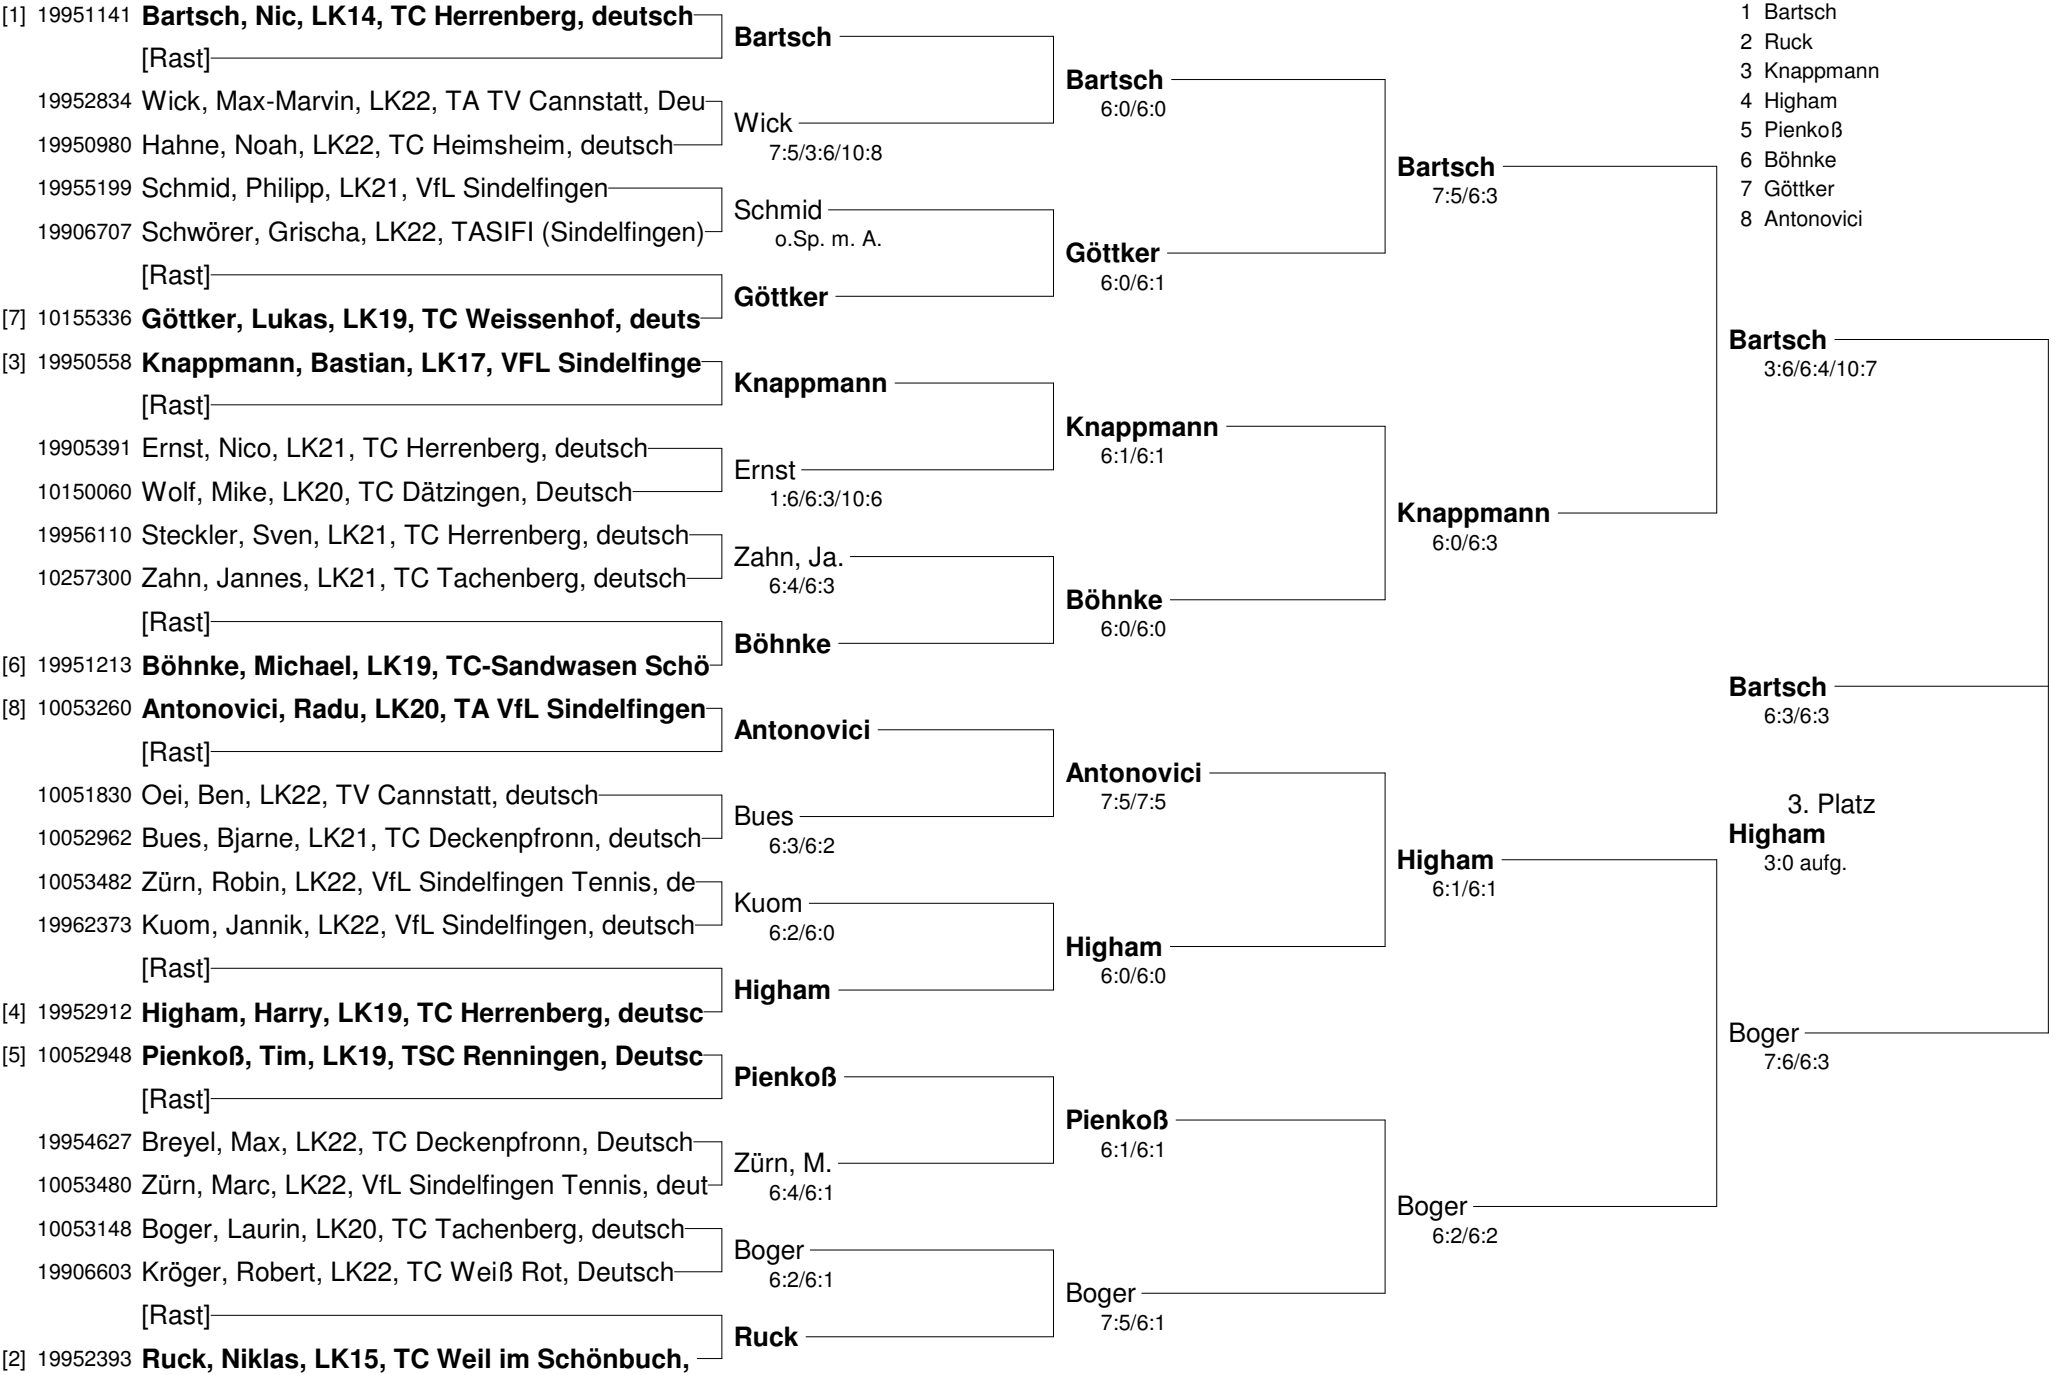 [1] 19951141 Bartsch, Nic, LK14, TC Herrenberg, deutsch
[Rast]
19952834 Wick, Max-Marvin, LK22, TA TV Cannstatt, Deu
19950980 Hahne, Noah, LK22, TC Heimsheim, deutsch
19955199 Schmid, Philipp, LK21, VfL Sindelfingen
19906707 Schwörer, Grischa, LK22, TASIFI (Sindelfingen)
[Rast]
[7] 10155336 Göttker, Lukas, LK19, TC Weissenhof, deuts
[3] 19950558 Knappmann, Bastian, LK17, VFL Sindelfinge
[Rast]
19905391 Ernst, Nico, LK21, TC Herrenberg, deutsch
10150060 Wolf, Mike, LK20, TC Dätzingen, Deutsch
19956110 Steckler, Sven, LK21, TC Herrenberg, deutsch
10257300 Zahn, Jannes, LK21, TC Tachenberg, deutsch
[Rast]
[6] 19951213 Böhnke, Michael, LK19, TC-Sandwasen Schö
[8] 10053260 Antonovici, Radu, LK20, TA VfL Sindelfingen
[Rast]
10051830 Oei, Ben, LK22, TV Cannstatt, deutsch
10052962 Bues, Bjarne, LK21, TC Deckenpfronn, deutsch
10053482 Zürn, Robin, LK22, VfL Sindelfingen Tennis, de
19962373 Kuom, Jannik, LK22, VfL Sindelfingen, deutsch
[Rast]
[4] 19952912 Higham, Harry, LK19, TC Herrenberg, deutsc
[5] 10052948 Pienkoß, Tim, LK19, TSC Renningen, Deutsc
[Rast]
19954627 Breyel, Max, LK22, TC Deckenpfronn, Deutsch
10053480 Zürn, Marc, LK22, VfL Sindelfingen Tennis, deut
10053148 Boger, Laurin, LK20, TC Tachenberg, deutsch
19906603 Kröger, Robert, LK22, TC Weiß Rot, Deutsch
[Rast]
[2] 19952393 Ruck, Niklas, LK15, TC Weil im Schönbuch,
Bartsch
Wick
7:5/3:6/10:8
Schmid
o.Sp. m. A.
Göttker
Knappmann
Ernst
1:6/6:3/10:6
Zahn, Ja.
6:4/6:3
Böhnke
Antonovici
Bues
6:3/6:2
Kuom
6:2/6:0
Higham
Pienkoß
Zürn, M.
6:4/6:1
Boger
6:2/6:1
Ruck
Bartsch
6:0/6:0
Göttker
6:0/6:1
Knappmann
6:1/6:1
Böhnke
6:0/6:0
Antonovici
7:5/7:5
Higham
6:0/6:0
Pienkoß
6:1/6:1
Boger
7:5/6:1
Bartsch
7:5/6:3
Knappmann
6:0/6:3
Higham
6:1/6:1
Boger
6:2/6:2
1 Bartsch
2 Ruck
3 Knappmann
4 Higham
5 Pienkoß
6 Böhnke
7 Göttker
8 Antonovici
Bartsch
3:6/6:4/10:7
Bartsch
6:3/6:3
3. Platz
Higham
3:0 aufg.
Boger
7:6/6:3